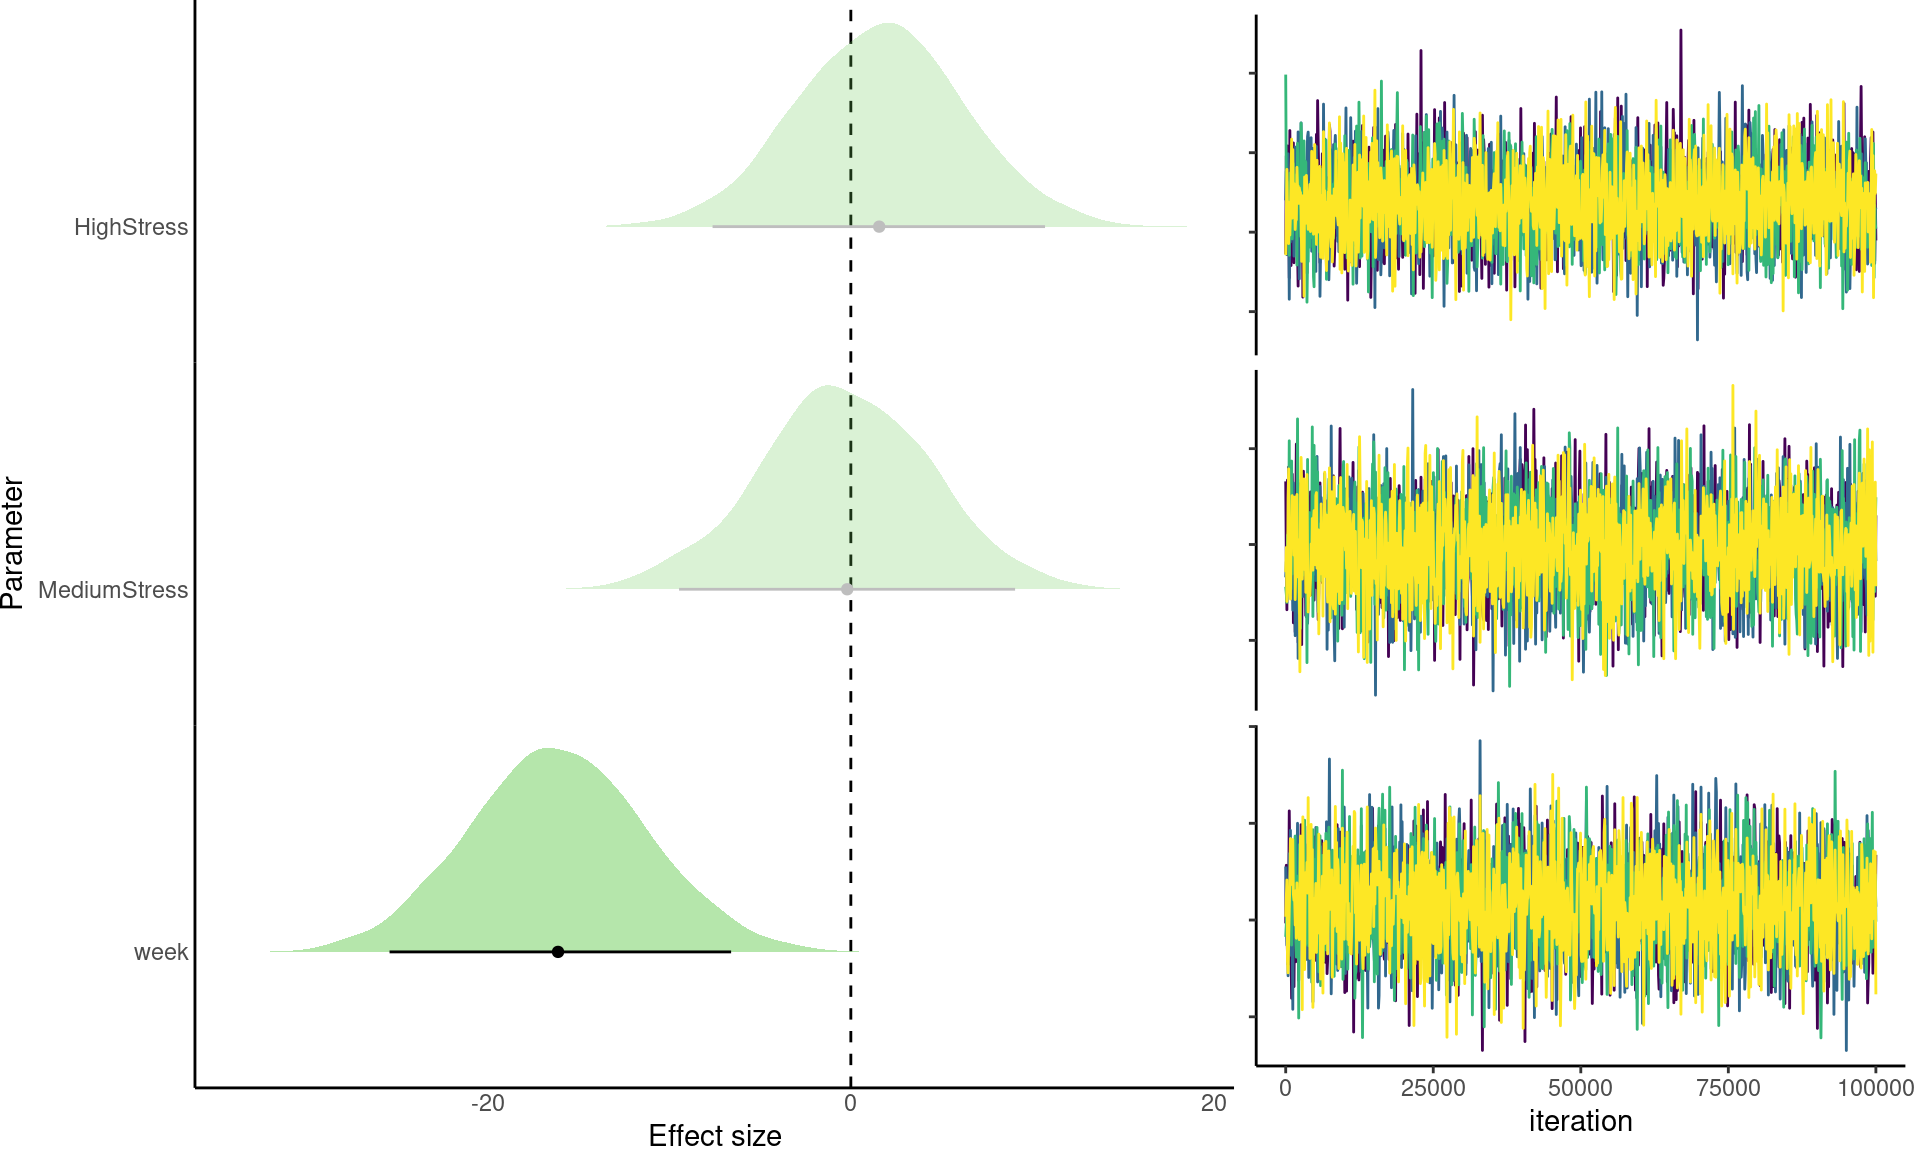 Parameter
HighStress
MediumStress
week
-20 0 20
Effect size
0 25000 50000 75000 100000
iteration